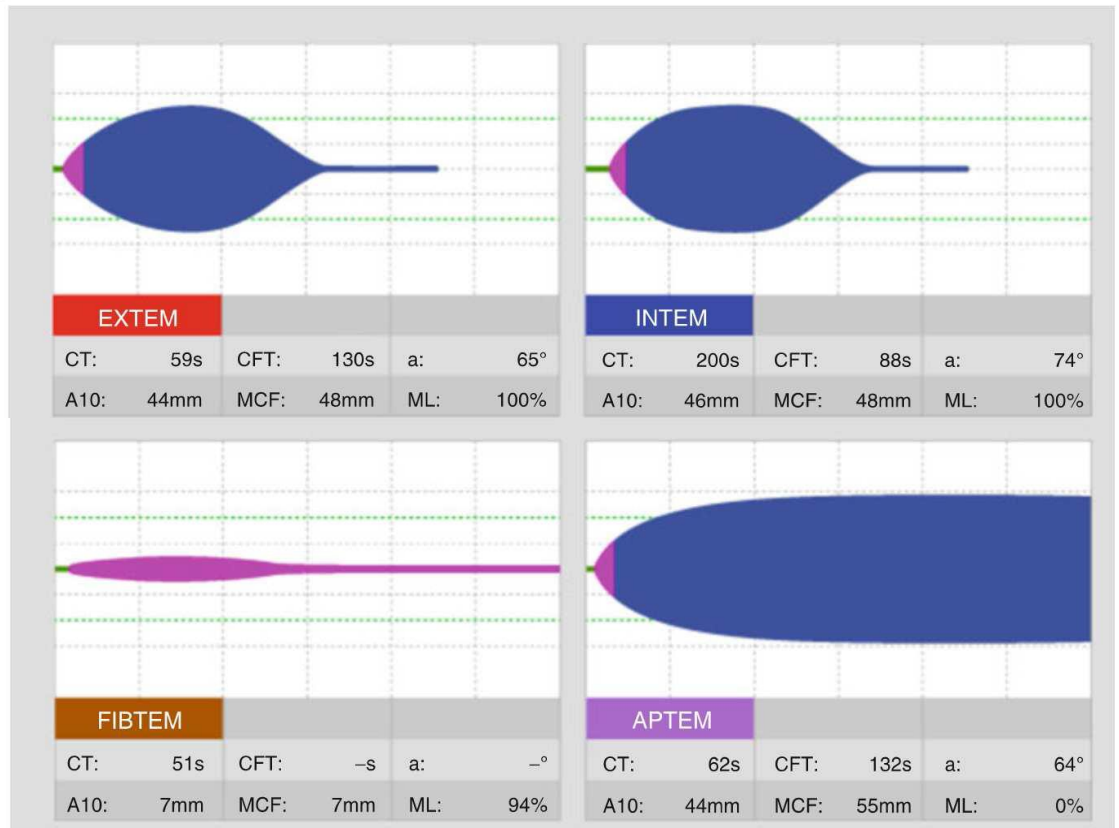 EXTEM
CT: 59s CFT: 130s a: 65°
A10: 44mm MCF: 48mm ML: 100%
INTEM
CT: 200s CFT: 88s a: 74°
A10: 46mm MCF: 48mm ML: 100%
FIBTEM
CT: 51s CFT: –s a: –°
A10: 7mm MCF: 7mm ML: 94%
APTEM
CT: 62s CFT: 132s a: 64°
A10: 44mm MCF: 55mm ML: 0%